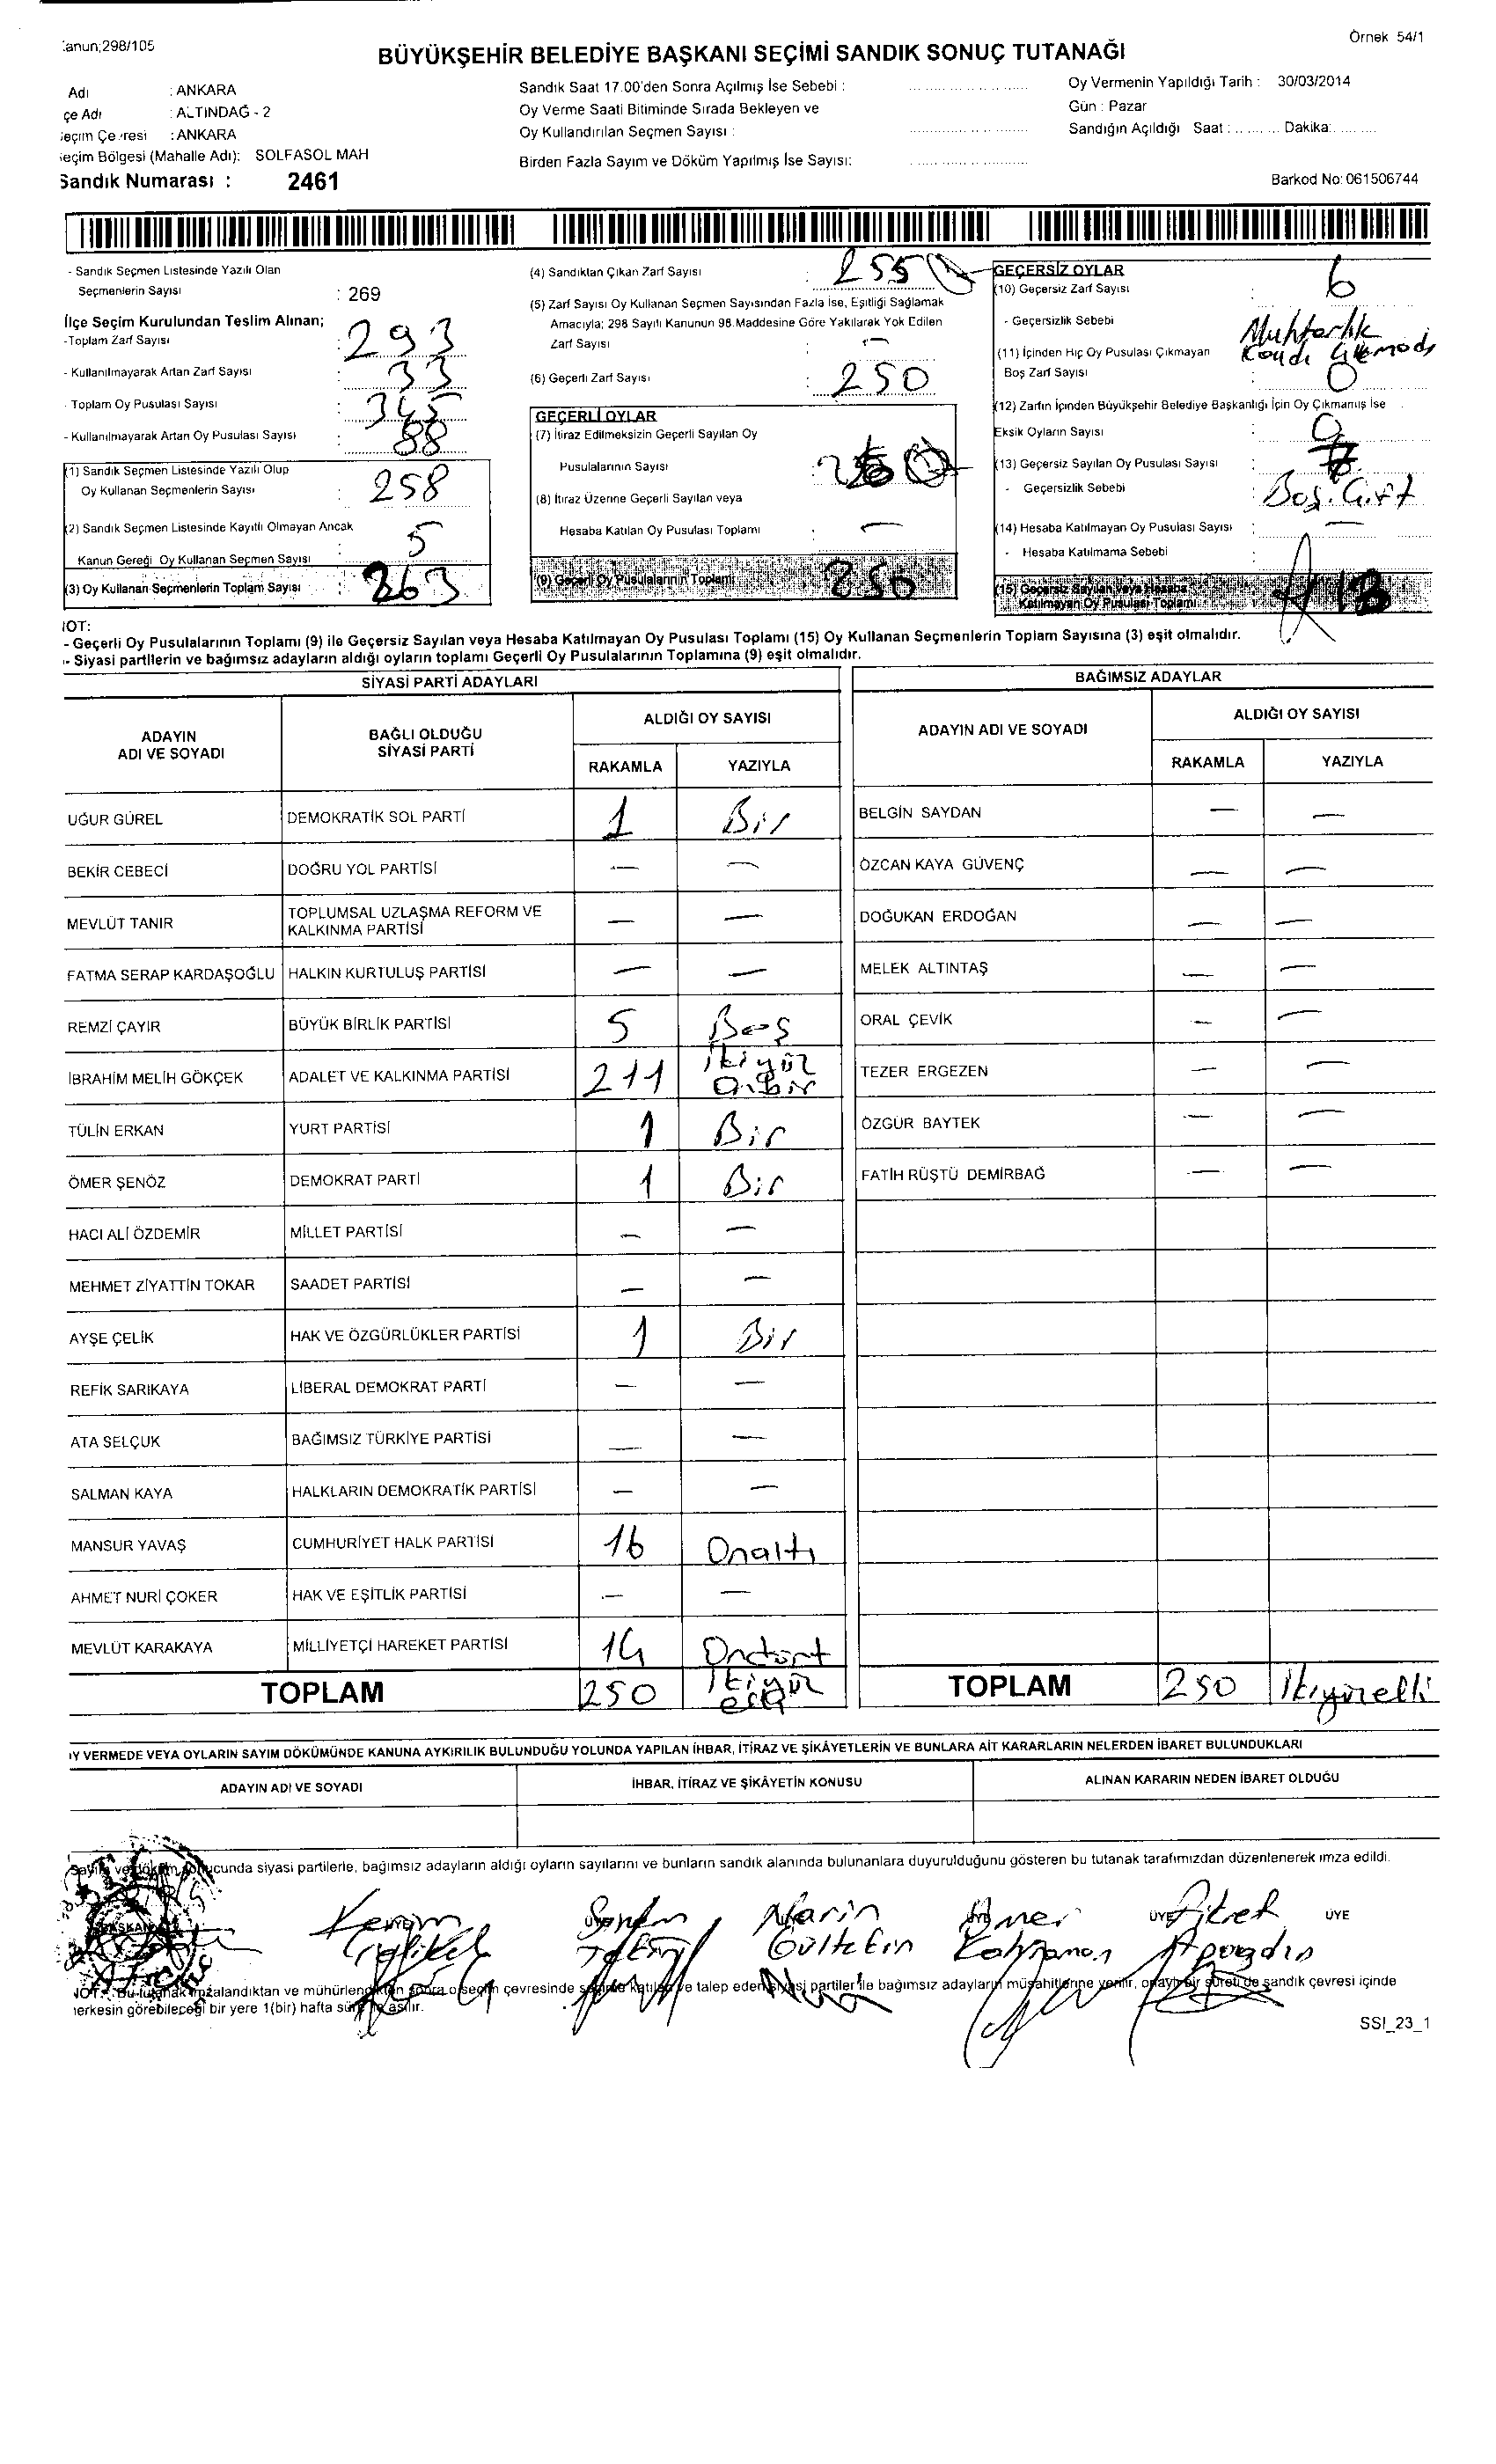 Kanun;298/105
Örnek 54/1
BÜYÜKŞEHİR BELEDİYE BAŞKANI SEÇİMİ SANDIK SONUÇ TUTANAĞI
Adı : ANKARA
çe Adı : ALTINDAĞ - 2
eçim Çevresi : ANKARA
eçim Bölgesi (Mahalle Adı): SOLFASOL MAH
Sandık Numarası : 2461
Sandık Saat 17.00'den Sonra Açılmış İse Sebebi :
Oy Verme Saati Bitiminde Sırada Bekleyen ve
Oy Kullandırılan Seçmen Sayısı :
Birden Fazla Sayım ve Döküm Yapılmış İse Sayısı:
Oy Vermenin Yapıldığı Tarih : 30/03/2014
Gün : Pazar
Sandığın Açıldığı Saat : ........ Dakika: ........
Barkod No: 061506744
- Sandık Seçmen Listesinde Yazılı Olan
Seçmenlerin Sayısı : 269
İlçe Seçim Kurulundan Teslim Alınan;
-Toplam Zarf Sayısı : 293
- Kullanılmayarak Artan Zarf Sayısı : 33
- Toplam Oy Pusulası Sayısı : 345
- Kullanılmayarak Artan Oy Pusulası Sayısı : 88
(1) Sandık Seçmen Listesinde Yazılı Olup
Oy Kullanan Seçmenlerin Sayısı : 258
(2) Sandık Seçmen Listesinde Kayıtlı Olmayan Ancak
Kanun Gereği Oy Kullanan Seçmen Sayısı : 5
(3) Oy Kullanan Seçmenlerin Toplam Sayısı : 263
(4) Sandıktan Çıkan Zarf Sayısı : 255
(5) Zarf Sayısı Oy Kullanan Seçmen Sayısından Fazla İse, Eşitliği Sağlamak
Amacıyla; 298 Sayılı Kanunun 98.Maddesine Göre Yakılarak Yok Edilen
Zarf Sayısı : —
(6) Geçerli Zarf Sayısı : 250
GEÇERLİ OYLAR
(7) İtiraz Edilmeksizin Geçerli Sayılan Oy
Pusulalarının Sayısı :
(8) İtiraz Üzerine Geçerli Sayılan veya
Hesaba Katılan Oy Pusulası Toplamı : —
(9) Geçerli Oy Pusulalarının Toplamı 250
GEÇERSİZ OYLAR
(10) Geçersiz Zarf Sayısı : 6
- Geçersizlik Sebebi Muhtarlık
(11) İçinden Hiç Oy Pusulası Çıkmayan
Boş Zarf Sayısı : 0
(12) Zarfın İçinden Büyükşehir Belediye Başkanlığı İçin Oy Çıkmamış İse
Eksik Oyların Sayısı :
(13) Geçersiz Sayılan Oy Pusulası Sayısı :
- Geçersizlik Sebebi : Boş. Çift
(14) Hesaba Katılmayan Oy Pusulası Sayısı : —
- Hesaba Katılmama Sebebi :
(15) Geçersiz Sayılan veya Hesaba
Katılmayan Oy Pusulası Toplamı 13
NOT:
- Geçerli Oy Pusulalarının Toplamı (9) ile Geçersiz Sayılan veya Hesaba Katılmayan Oy Pusulası Toplamı (15) Oy Kullanan Seçmenlerin Toplam Sayısına (3) eşit olmalıdır.
- Siyasi partilerin ve bağımsız adayların aldığı oyların toplamı Geçerli Oy Pusulalarının Toplamına (9) eşit olmalıdır.
SİYASİ PARTİ ADAYLARI
ADAYIN ADI VE SOYADI BAĞLI OLDUĞU SİYASİ PARTİ ALDIĞI OY SAYISI RAKAMLA YAZIYLA
UĞUR GÜREL DEMOKRATİK SOL PARTİ 1 Bir
BEKİR CEBECİ DOĞRU YOL PARTİSİ — —
MEVLÜT TANIR TOPLUMSAL UZLAŞMA REFORM VE KALKINMA PARTİSİ — —
FATMA SERAP KARDAŞOĞLU HALKIN KURTULUŞ PARTİSİ — —
REMZİ ÇAYIR BÜYÜK BİRLİK PARTİSİ 5 Beş
İBRAHİM MELİH GÖKÇEK ADALET VE KALKINMA PARTİSİ 211 İkiyüz Onbir
TÜLİN ERKAN YURT PARTİSİ 1 Bir
ÖMER ŞENÖZ DEMOKRAT PARTİ 1 Bir
HACI ALİ ÖZDEMİR MİLLET PARTİSİ — —
MEHMET ZİYATTİN TOKAR SAADET PARTİSİ — —
AYŞE ÇELİK HAK VE ÖZGÜRLÜKLER PARTİSİ 1 Bir
REFİK SARIKAYA LİBERAL DEMOKRAT PARTİ — —
ATA SELÇUK BAĞIMSIZ TÜRKİYE PARTİSİ — —
SALMAN KAYA HALKLARIN DEMOKRATİK PARTİSİ — —
MANSUR YAVAŞ CUMHURİYET HALK PARTİSİ 16 Onaltı
AHMET NURİ ÇOKER HAK VE EŞİTLİK PARTİSİ — —
MEVLÜT KARAKAYA MİLLİYETÇİ HAREKET PARTİSİ 14 Ondört
TOPLAM 250 İkiyüz elli
BAĞIMSIZ ADAYLAR
ADAYIN ADI VE SOYADI ALDIĞI OY SAYISI RAKAMLA YAZIYLA
BELGİN SAYDAN — —
ÖZCAN KAYA GÜVENÇ — —
DOĞUKAN ERDOĞAN — —
MELEK ALTINTAŞ — —
ORAL ÇEVİK — —
TEZER ERGEZEN — —
ÖZGÜR BAYTEK — —
FATİH RÜŞTÜ DEMİRBAĞ — —
TOPLAM 250 İkiyüzelli
IY VERMEDE VEYA OYLARIN SAYIM DÖKÜMÜNDE KANUNA AYKIRILIK BULUNDUĞU YOLUNDA YAPILAN İHBAR, İTİRAZ VE ŞİKÂYETLERİN VE BUNLARA AİT KARARLARIN NELERDEN İBARET BULUNDUKLARI
ADAYIN ADI VE SOYADI İHBAR, İTİRAZ VE ŞİKÂYETİN KONUSU ALINAN KARARIN NEDEN İBARET OLDUĞU
Sayım ve döküm sonucunda siyasi partilerle, bağımsız adayların aldığı oyların sayılarını ve bunların sandık alanında bulunanlara duyurulduğunu gösteren bu tutanak tarafımızdan düzenlenerek imza edildi.
BAŞKAN Kerem Narin Gültekin Ömer Kahraman ÜYE Fikret ÜYE
NOT : Bu tutanak imzalandıktan ve mühürlendikten sonra o seçim çevresinde seçime katılan ve talep eden siyasi partiler ile bağımsız adayların müşahitlerine verilir, onaylı bir sureti de sandık çevresi içinde
herkesin görebileceği bir yere 1(bir) hafta süre ile asılır.
SSI_23_1